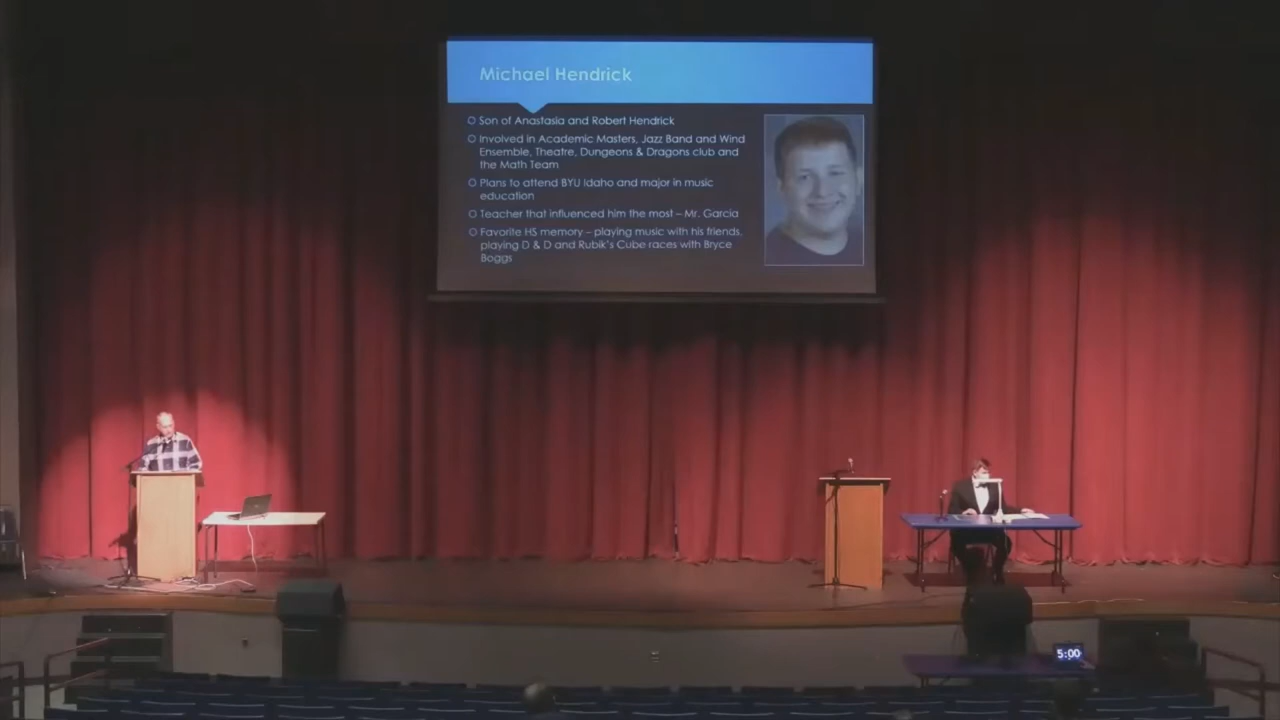 Michael Hendrick
Son of Anastasia and Robert Hendrick
Involved in Academic Masters, Jazz Band and Wind
Ensemble, Theatre, Dungeons & Dragons club and
the Math Team
Plans to attend BYU Idaho and major in music
education
Teacher that influenced him the most – Mr. Garcia
Favorite HS memory – playing music with his friends,
playing D & D and Rubik's Cube races with Bryce
Boggs
5:00